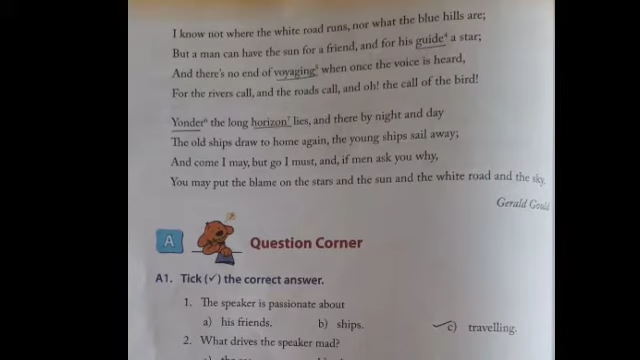 I know not where the white road runs, nor what the blue hills are;
But a man can have the sun for a friend, and for his guide⁴ a star;
And there's no end of voyaging⁵ when once the voice is heard,
For the rivers call, and the roads call, and oh! the call of the bird!
Yonder⁶ the long horizon⁷ lies, and there by night and day
The old ships draw to home again, the young ships sail away;
And come I may, but go I must, and, if men ask you why,
You may put the blame on the stars and the sun and the white road and the sky.
Gerald Gould
A
Question Corner
A1. Tick (✓) the correct answer.
1. The speaker is passionate about
a) his friends. b) ships. c) travelling.
2. What drives the speaker mad?